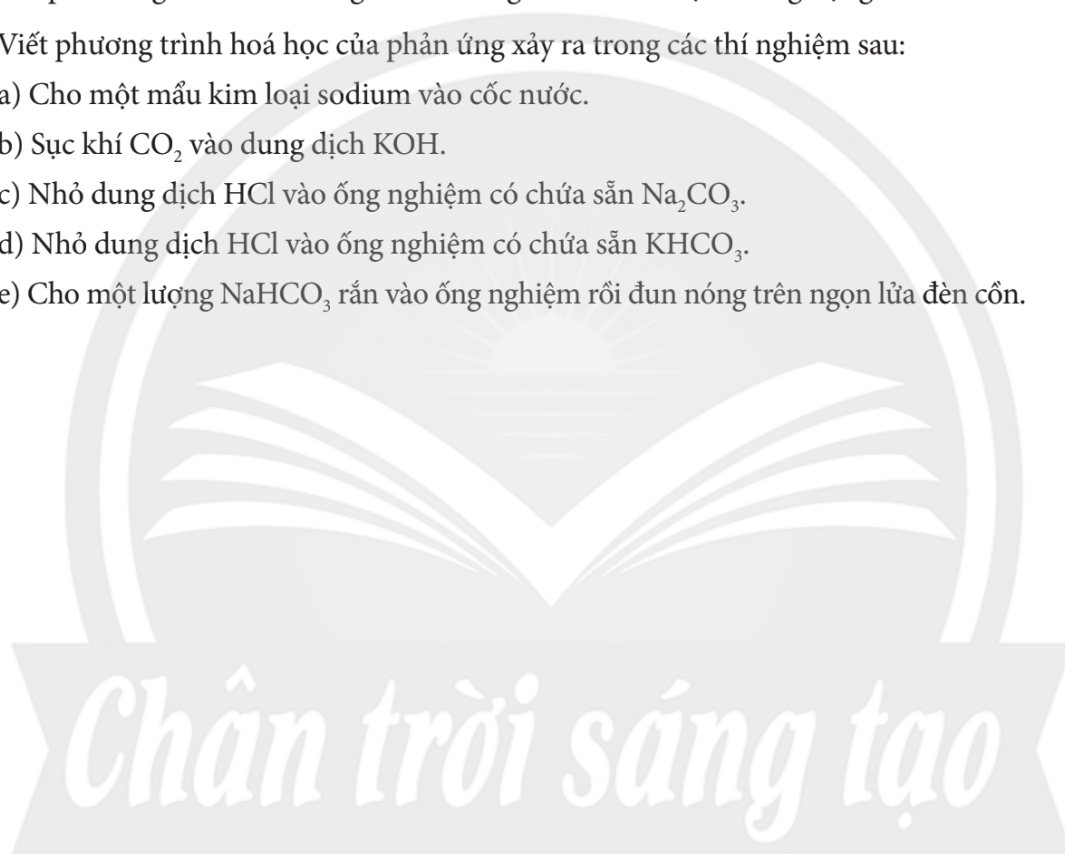 Viết phương trình hoá học của phản ứng xảy ra trong các thí nghiệm sau:
a) Cho một mẩu kim loại sodium vào cốc nước.
b) Sục khí CO₂ vào dung dịch KOH.
c) Nhỏ dung dịch HCl vào ống nghiệm có chứa sẵn Na₂CO₃.
d) Nhỏ dung dịch HCl vào ống nghiệm có chứa sẵn KHCO₃.
e) Cho một lượng NaHCO₃ rắn vào ống nghiệm rồi đun nóng trên ngọn lửa đèn cồn.
Chân trời sáng tạo